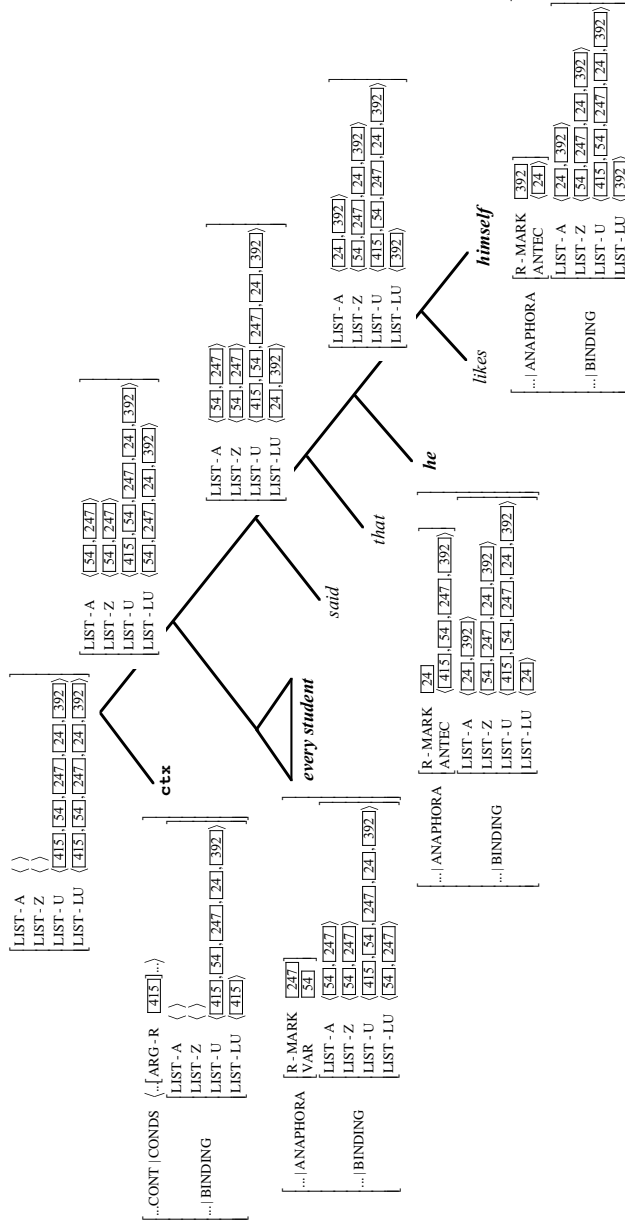 LIST - A ⟨ ⟩
LIST - Z ⟨ ⟩
LIST - U ⟨ 415 , 54 , 247 , 24 , 392 ⟩
LIST - LU ⟨ 415 , 54 , 247 , 24 , 392 ⟩
ctx
...CONT |CONDS ⟨...[ARG - R 415 ]...⟩
...| BINDING
LIST - A ⟨ ⟩
LIST - Z ⟨ ⟩
LIST - U ⟨ 415 , 54 , 247 , 24 , 392 ⟩
LIST - LU ⟨ 415 ⟩
LIST - A ⟨ 54 , 247 ⟩
LIST - Z ⟨ 54 , 247 ⟩
LIST - U ⟨ 415 , 54 , 247 , 24 , 392 ⟩
LIST - LU ⟨ 54 , 247 , 24 , 392 ⟩
every student
...| ANAPHORA
R - MARK 247
VAR 54
...| BINDING
LIST - A ⟨ 54 , 247 ⟩
LIST - Z ⟨ 54 , 247 ⟩
LIST - U ⟨ 415 , 54 , 247 , 24 , 392 ⟩
LIST - LU ⟨ 54 , 247 ⟩
said
LIST - A ⟨ 54 , 247 ⟩
LIST - Z ⟨ 54 , 247 ⟩
LIST - U ⟨ 415 , 54 , 247 , 24 , 392 ⟩
LIST - LU ⟨ 24 , 392 ⟩
that
he
...| ANAPHORA
R - MARK 24
ANTEC ⟨ 415 , 54 , 247 , 392 ⟩
...| BINDING
LIST - A ⟨ 24 , 392 ⟩
LIST - Z ⟨ 54 , 247 , 24 , 392 ⟩
LIST - U ⟨ 415 , 54 , 247 , 24 , 392 ⟩
LIST - LU ⟨ 24 ⟩
LIST - A ⟨ 24 , 392 ⟩
LIST - Z ⟨ 54 , 247 , 24 , 392 ⟩
LIST - U ⟨ 415 , 54 , 247 , 24 , 392 ⟩
LIST - LU ⟨ 392 ⟩
likes
himself
...| ANAPHORA
R - MARK 392
ANTEC ⟨ 24 ⟩
...| BINDING
LIST - A ⟨ 24 , 392 ⟩
LIST - Z ⟨ 54 , 247 , 24 , 392 ⟩
LIST - U ⟨ 415 , 54 , 247 , 24 , 392 ⟩
LIST - LU ⟨ 392 ⟩